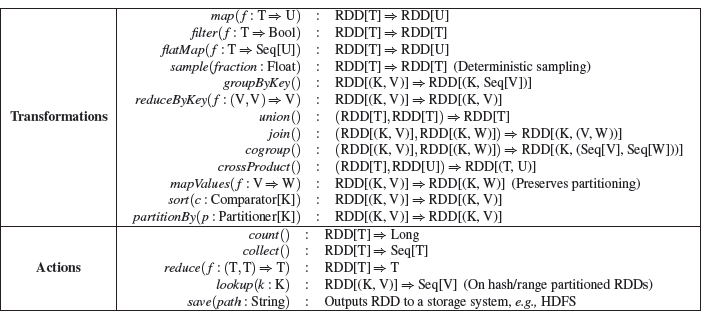 map(f : T ⇒ U) : RDD[T] ⇒ RDD[U]
filter(f : T ⇒ Bool) : RDD[T] ⇒ RDD[T]
flatMap(f : T ⇒ Seq[U]) : RDD[T] ⇒ RDD[U]
sample(fraction : Float) : RDD[T] ⇒ RDD[T] (Deterministic sampling)
groupByKey() : RDD[(K, V)] ⇒ RDD[(K, Seq[V])]
reduceByKey(f : (V,V) ⇒ V) : RDD[(K, V)] ⇒ RDD[(K, V)]
Transformations union() : (RDD[T],RDD[T]) ⇒ RDD[T]
join() : (RDD[(K, V)],RDD[(K, W)]) ⇒ RDD[(K, (V, W))]
cogroup() : (RDD[(K, V)],RDD[(K, W)]) ⇒ RDD[(K, (Seq[V], Seq[W]))]
crossProduct() : (RDD[T],RDD[U]) ⇒ RDD[(T, U)]
mapValues(f : V ⇒ W) : RDD[(K, V)] ⇒ RDD[(K, W)] (Preserves partitioning)
sort(c : Comparator[K]) : RDD[(K, V)] ⇒ RDD[(K, V)]
partitionBy(p : Partitioner[K]) : RDD[(K, V)] ⇒ RDD[(K, V)]
count() : RDD[T] ⇒ Long
collect() : RDD[T] ⇒ Seq[T]
Actions reduce(f : (T,T) ⇒ T) : RDD[T] ⇒ T
lookup(k : K) : RDD[(K, V)] ⇒ Seq[V] (On hash/range partitioned RDDs)
save(path : String) : Outputs RDD to a storage system, e.g., HDFS